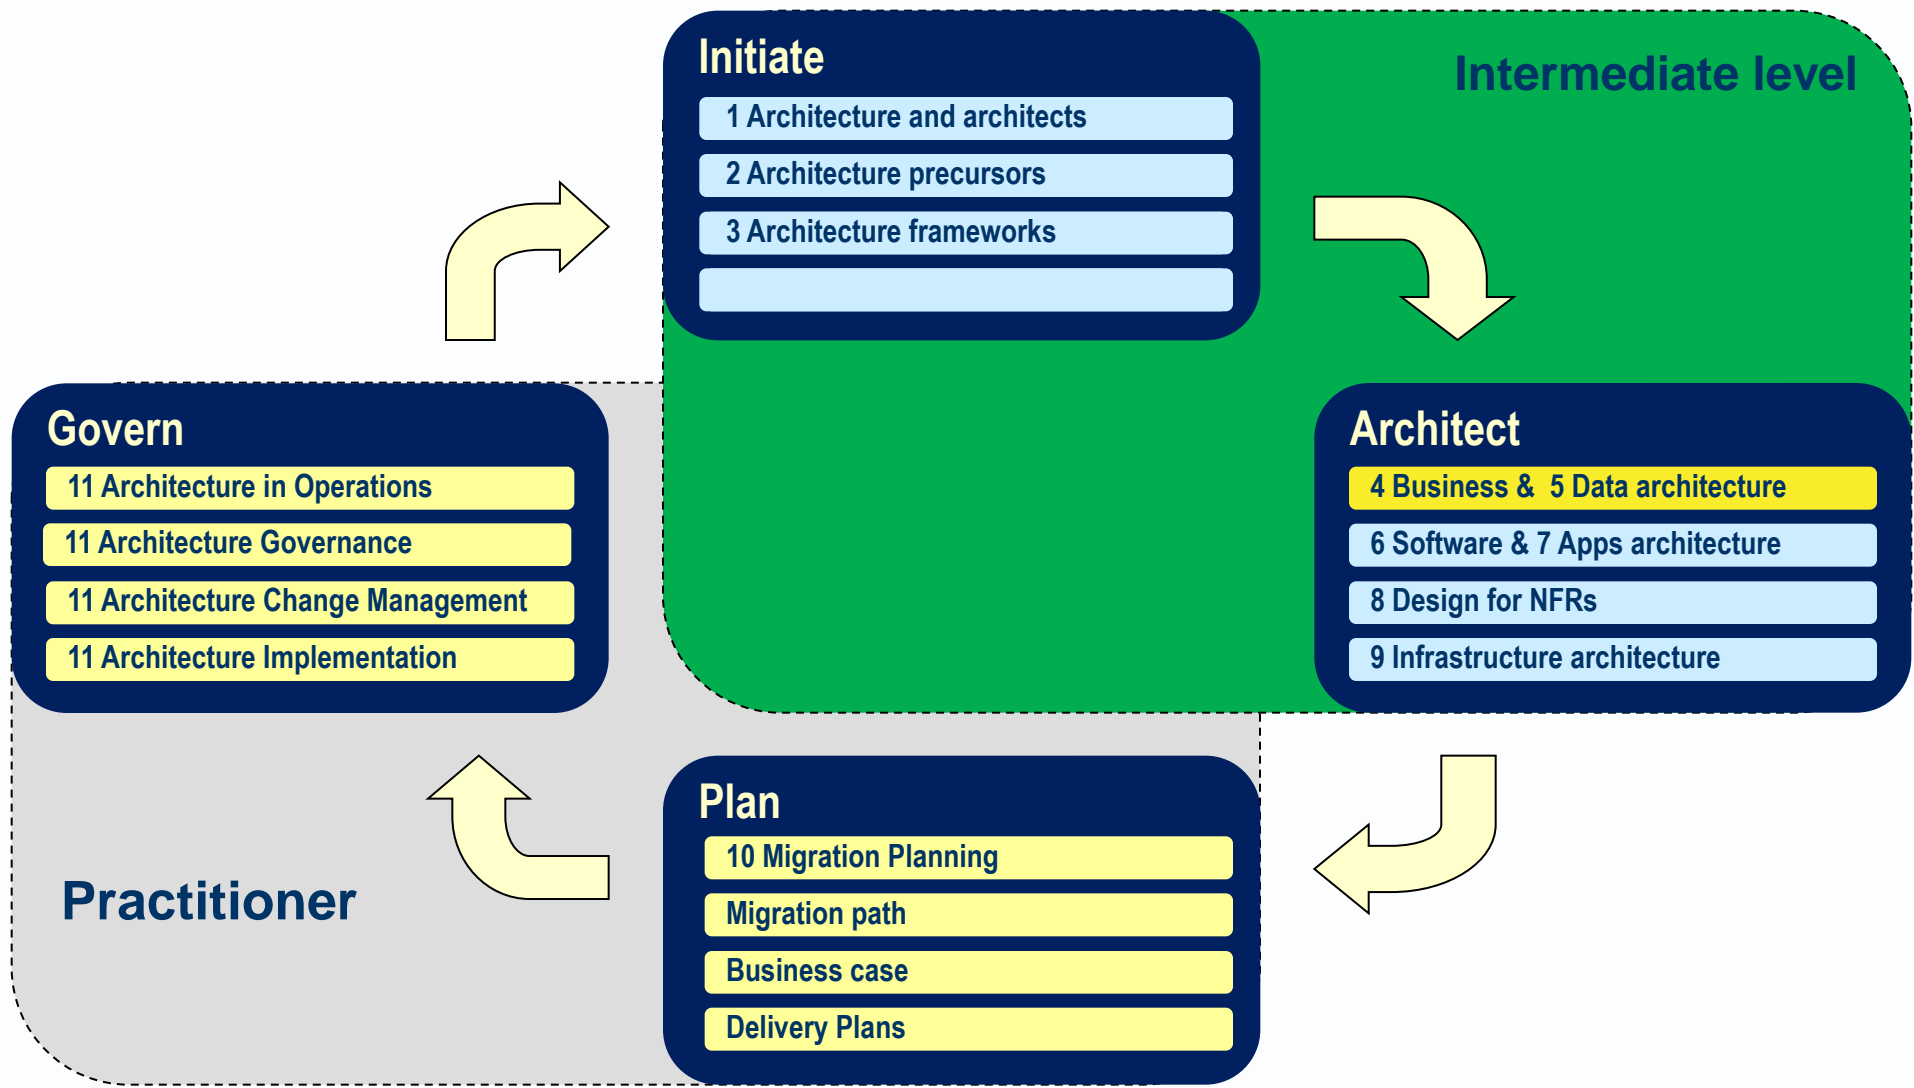 Initiate
1 Architecture and architects
2 Architecture precursors
3 Architecture frameworks
Intermediate level
Govern
11 Architecture in Operations
11 Architecture Governance
11 Architecture Change Management
11 Architecture Implementation
Architect
4 Business & 5 Data architecture
6 Software & 7 Apps architecture
8 Design for NFRs
9 Infrastructure architecture
Practitioner
Plan
10 Migration Planning
Migration path
Business case
Delivery Plans